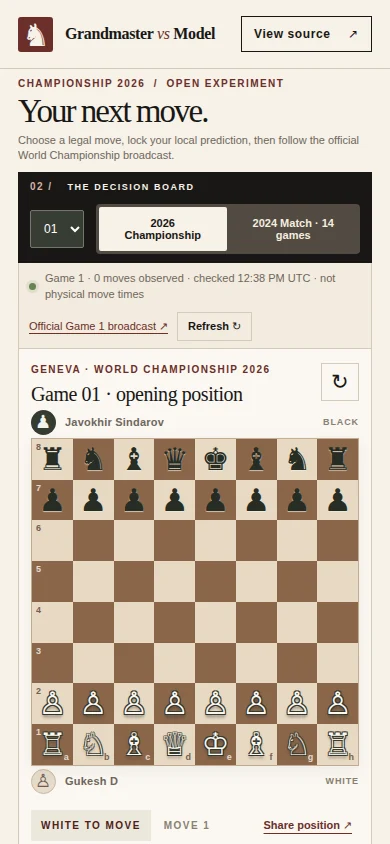 Grandmaster vs Model
View source ↗
CHAMPIONSHIP 2026 / OPEN EXPERIMENT
Your next move.
Choose a legal move, lock your local prediction, then follow the official
World Championship broadcast.
02 / THE DECISION BOARD
01
2026
Championship
2024 Match · 14
games
Game 1 · 0 moves observed · checked 12:38 PM UTC · not
physical move times
Official Game 1 broadcast ↗
Refresh ↻
GENEVA · WORLD CHAMPIONSHIP 2026
Game 01 · opening position
↻
Javokhir Sindarov
BLACK
8
7
6
5
4
3
2
1
a b c d e f g h
Gukesh D
WHITE
WHITE TO MOVE
MOVE 1
Share position ↗